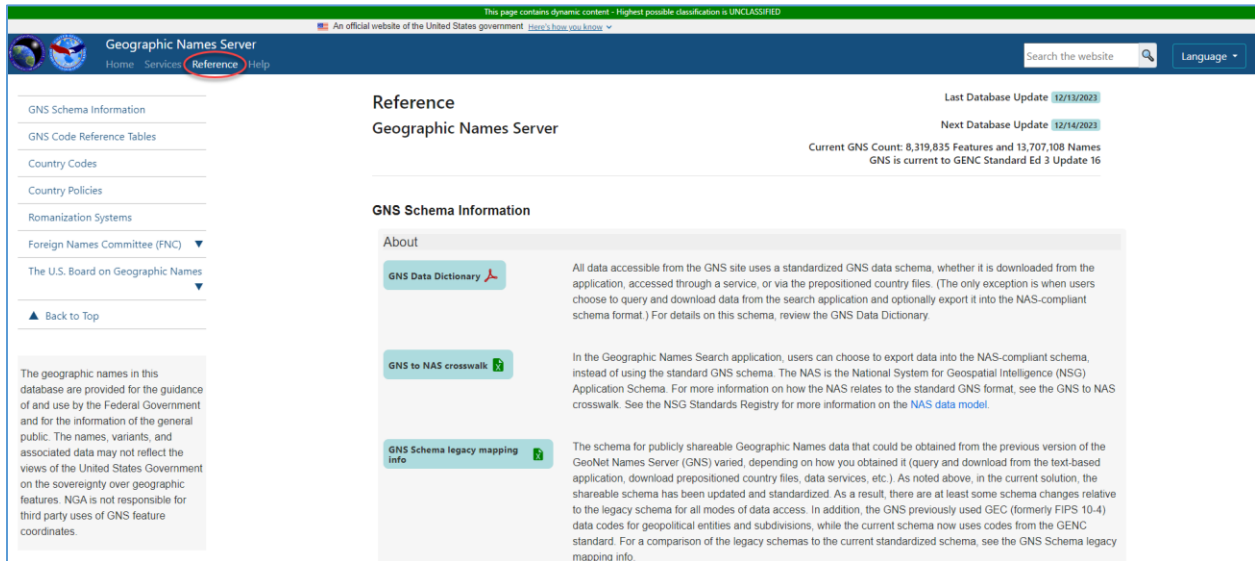 This page contains dynamic content - Highest possible classification is UNCLASSIFIED
An official website of the United States government Here's how you know
Geographic Names Server
Home Services Reference Help
Search the website
Language
GNS Schema Information
GNS Code Reference Tables
Country Codes
Country Policies
Romanization Systems
Foreign Names Committee (FNC)
The U.S. Board on Geographic Names
Back to Top
The geographic names in this
database are provided for the guidance
of and use by the Federal Government
and for the information of the general
public. The names, variants, and
associated data may not reflect the
views of the United States Government
on the sovereignty over geographic
features. NGA is not responsible for
third party uses of GNS feature
coordinates.
Reference
Geographic Names Server
Last Database Update 12/13/2023
Next Database Update 12/14/2023
Current GNS Count: 8,319,835 Features and 13,707,108 Names
GNS is current to GENC Standard Ed 3 Update 16
GNS Schema Information
About
GNS Data Dictionary
All data accessible from the GNS site uses a standardized GNS data schema, whether it is downloaded from the
application, accessed through a service, or via the prepositioned country files. (The only exception is when users
choose to query and download data from the search application and optionally export it into the NAS-compliant
schema format.) For details on this schema, review the GNS Data Dictionary.
GNS to NAS crosswalk
In the Geographic Names Search application, users can choose to export data into the NAS-compliant schema,
instead of using the standard GNS schema. The NAS is the National System for Geospatial Intelligence (NSG)
Application Schema. For more information on how the NAS relates to the standard GNS format, see the GNS to NAS
crosswalk. See the NSG Standards Registry for more information on the NAS data model.
GNS Schema legacy mapping
info
The schema for publicly shareable Geographic Names data that could be obtained from the previous version of the
GeoNet Names Server (GNS) varied, depending on how you obtained it (query and download from the text-based
application, download prepositioned country files, data services, etc.). As noted above, in the current solution, the
shareable schema has been updated and standardized. As a result, there are at least some schema changes relative
to the legacy schema for all modes of data access. In addition, the GNS previously used GEC (formerly FIPS 10-4)
data codes for geopolitical entities and subdivisions, while the current schema now uses codes from the GENC
standard. For a comparison of the legacy schemas to the current standardized schema, see the GNS Schema legacy
mapping info.